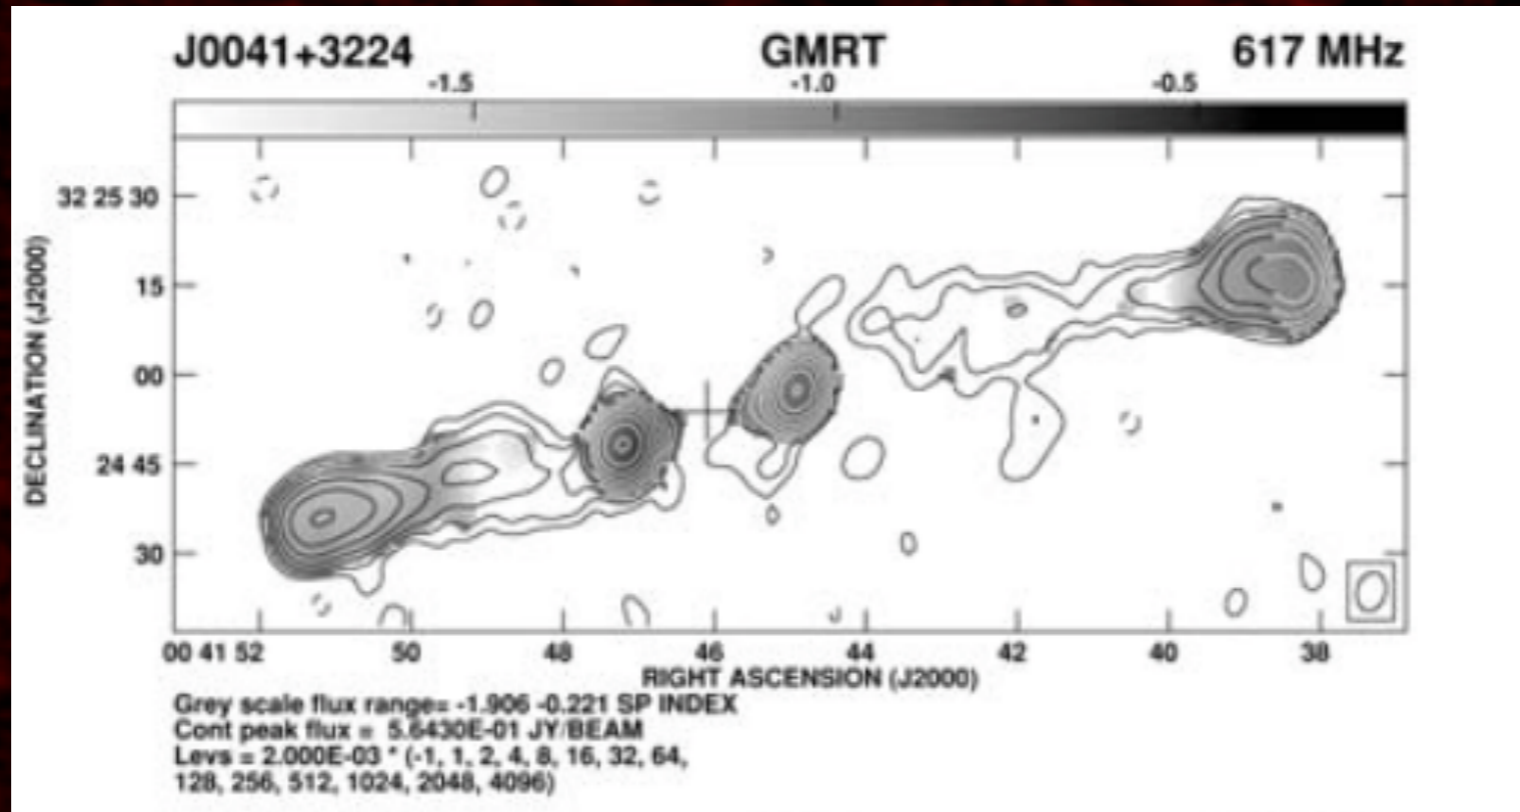 J0041+3224 GMRT 617 MHz
-1.5 -1.0 -0.5
32 25 30
15
00
24 45
30
DECLINATION (J2000)
00 41 52 50 48 46 44 42 40 38
RIGHT ASCENSION (J2000)
Grey scale flux range= -1.906 -0.221 SP INDEX
Cont peak flux = 5.6430E-01 JY/BEAM
Levs = 2.000E-03 * (-1, 1, 2, 4, 8, 16, 32, 64,
128, 256, 512, 1024, 2048, 4096)